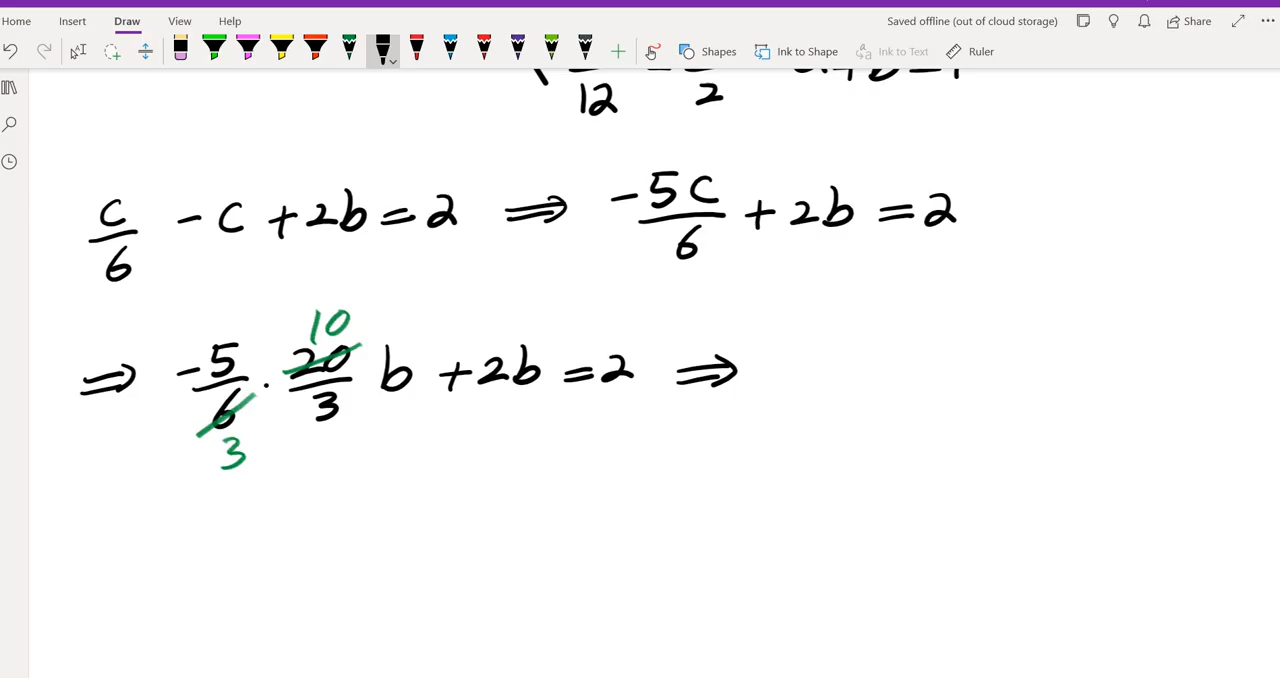 Home Insert Draw View Help Saved offline (out of cloud storage) Share
Shapes Ink to Shape Ink to Text Ruler
12 2
c/6 - c + 2b = 2 ⇒ -5c/6 + 2b = 2
10
⇒ -5/6 · 20/3 b + 2b = 2 ⇒
3